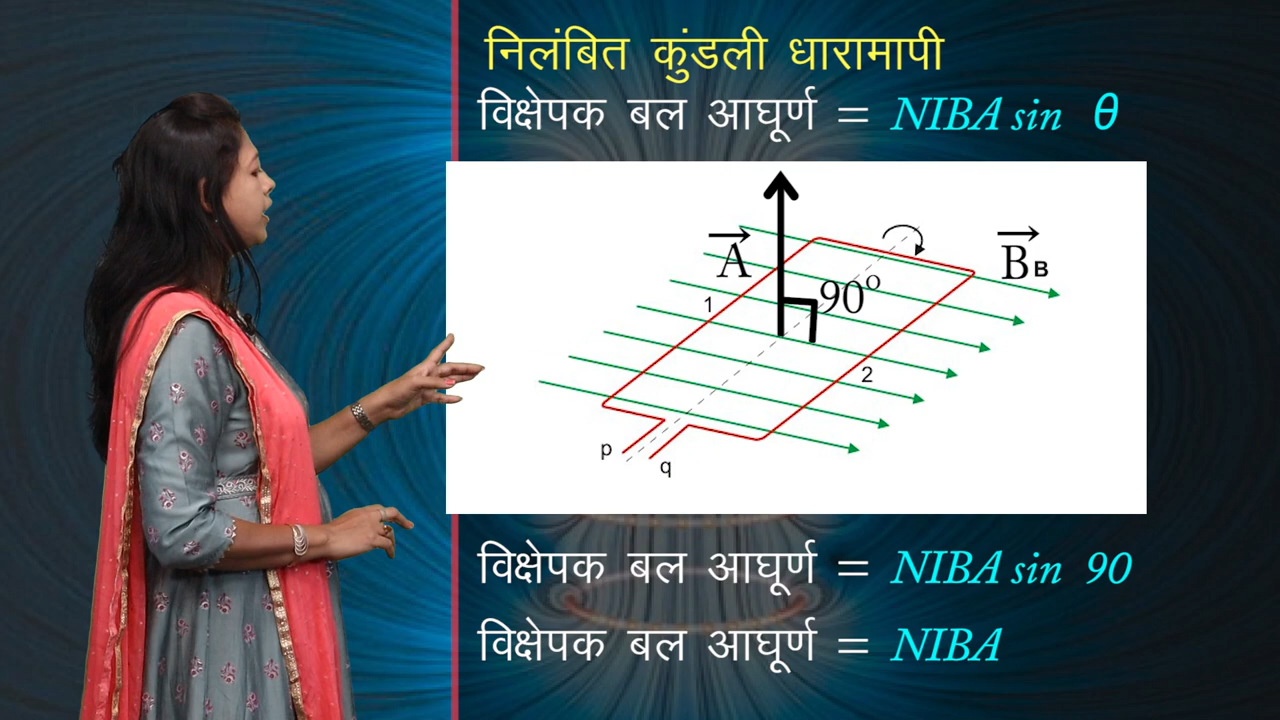 निलंबित कुंडली धारामापी
विक्षेपक बल आघूर्ण = NIBA sin θ
A
B B
90°
1
2
p
q
विक्षेपक बल आघूर्ण = NIBA sin 90
विक्षेपक बल आघूर्ण = NIBA